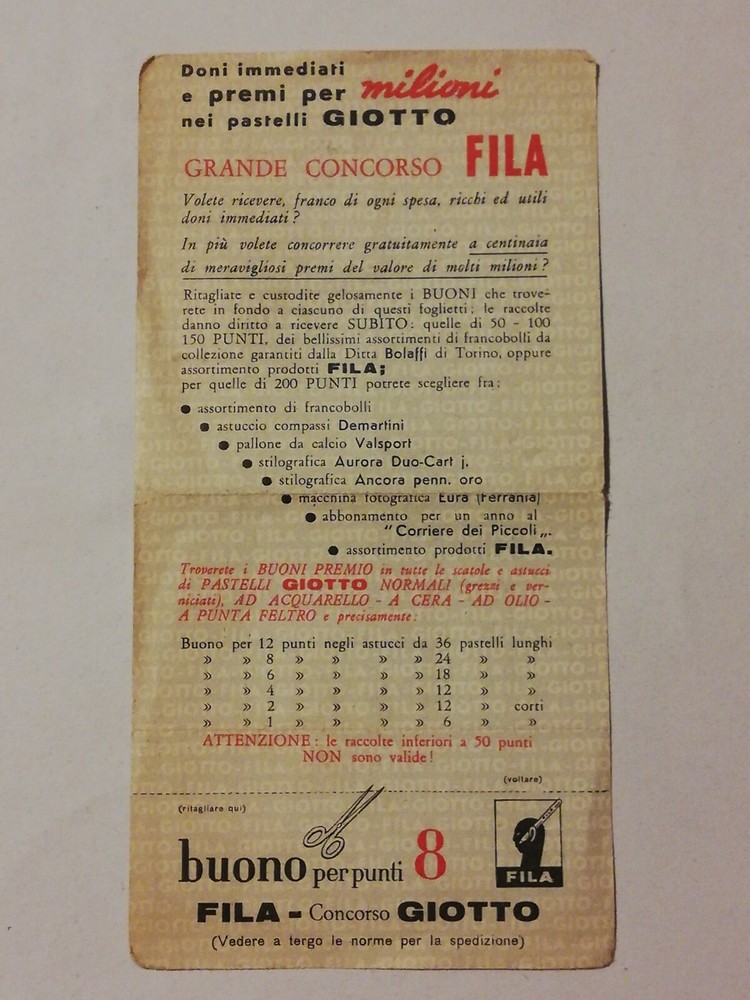 Doni immediati
e premi per milioni
nei pastelli GIOTTO
GRANDE CONCORSO FILA
Volete ricevere, franco di ogni spesa, ricchi ed utili
doni immediati?
In più volete concorrere gratuitamente a centinaia
di meravigliosi premi del valore di molti milioni?
Ritagliate e custodite gelosamente i BUONI che trove-
rete in fondo a ciascuno di questi foglietti; le raccolte
danno diritto a ricevere SUBITO: quelle di 50 - 100
150 PUNTI, dei bellissimi assortimenti di francobolli da
collezione garantiti dalla Ditta Bolaffi di Torino, oppure
assortimento prodotti FILA;
per quelle di 200 PUNTI potrete scegliere fra:
● assortimento di francobolli
● astuccio compassi Demartini
● pallone da calcio Valsport
● stilografica Aurora Duo-Cart j.
● stilografica Ancora penn. oro
● macchina fotografica Eura (Ferrania)
● abbonamento per un anno al
"Corriere dei Piccoli„.
● assortimento prodotti FILA.
Troverete i BUONI PREMIO in tutte le scatole e astucci
di PASTELLI GIOTTO NORMALI (grezzi e ver-
niciati), AD ACQUARELLO - A CERA - AD OLIO -
A PUNTA FELTRO e precisamente:
Buono per 12 punti negli astucci da 36 pastelli lunghi
» » 8 » » » » 24 » »
» » 6 » » » » 18 » »
» » 4 » » » » 12 » »
» » 2 » » » » 12 » corti
» » 1 » » » » 6 » »
ATTENZIONE: le raccolte inferiori a 50 punti
NON sono valide!
(voltare)
(ritagliare qui)
buono per punti 8
FILA
FILA - Concorso GIOTTO
(Vedere a tergo le norme per la spedizione)